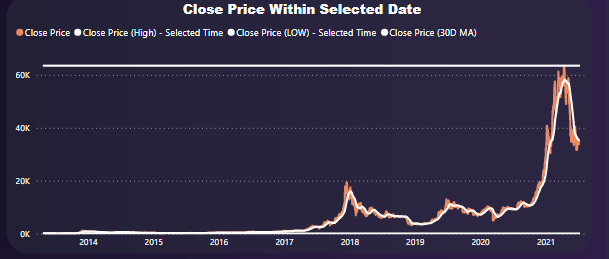 Close Price Within Selected Date
Close Price Close Price (High) - Selected Time Close Price (LOW) - Selected Time Close Price (30D MA)
60K
40K
20K
0K
2014 2015 2016 2017 2018 2019 2020 2021